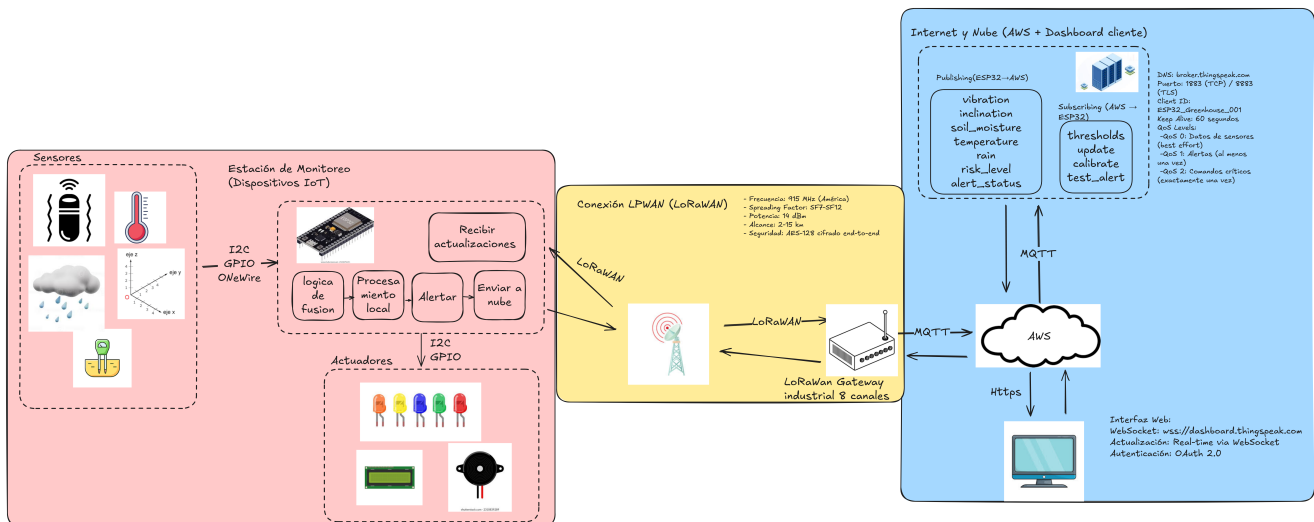 Sensores
eje z
eje y
eje x
Estación de Monitoreo
(Dispositivos IoT)
I2C
GPIO
ONeWire
Recibir
actualizaciones
logica
de
fusion
Procesa
miento
local
Alertar
Enviar a
nube
I2C
GPIO
Actuadores
Conexión LPWAN (LoRaWAN)
- Frecuencia: 915 MHz (América)
- Spreading Factor: SF7-SF12
- Potencia: 14 dBm
- Alcance: 2-15 km
- Seguridad: AES-128 cifrado end-to-end
LoRaWAN
LoRaWAN
LoRaWan Gateway
industrial 8 canales
MQTT
Internet y Nube (AWS + Dashboard cliente)
Publishing(ESP32→AWS)
vibration
inclination
soil_moisture
temperature
rain
risk_level
alert_status
Subscribing (AWS →
ESP32)
thresholds
update
calibrate
test_alert
DNS: broker.thingspeak.com
Puerto: 1883 (TCP) / 8883
(TLS)
Client ID:
ESP32_Greenhouse_001
Keep Alive: 60 segundos
QoS Levels:
-QoS 0: Datos de sensores
(best effort)
-QoS 1: Alertas (al menos
una vez)
-QoS 2: Comandos críticos
(exactamente una vez)
MQTT
AWS
Https
Interfaz Web:
WebSocket: wss://dashboard.thingspeak.com
Actualización: Real-time via WebSocket
Autenticación: OAuth 2.0